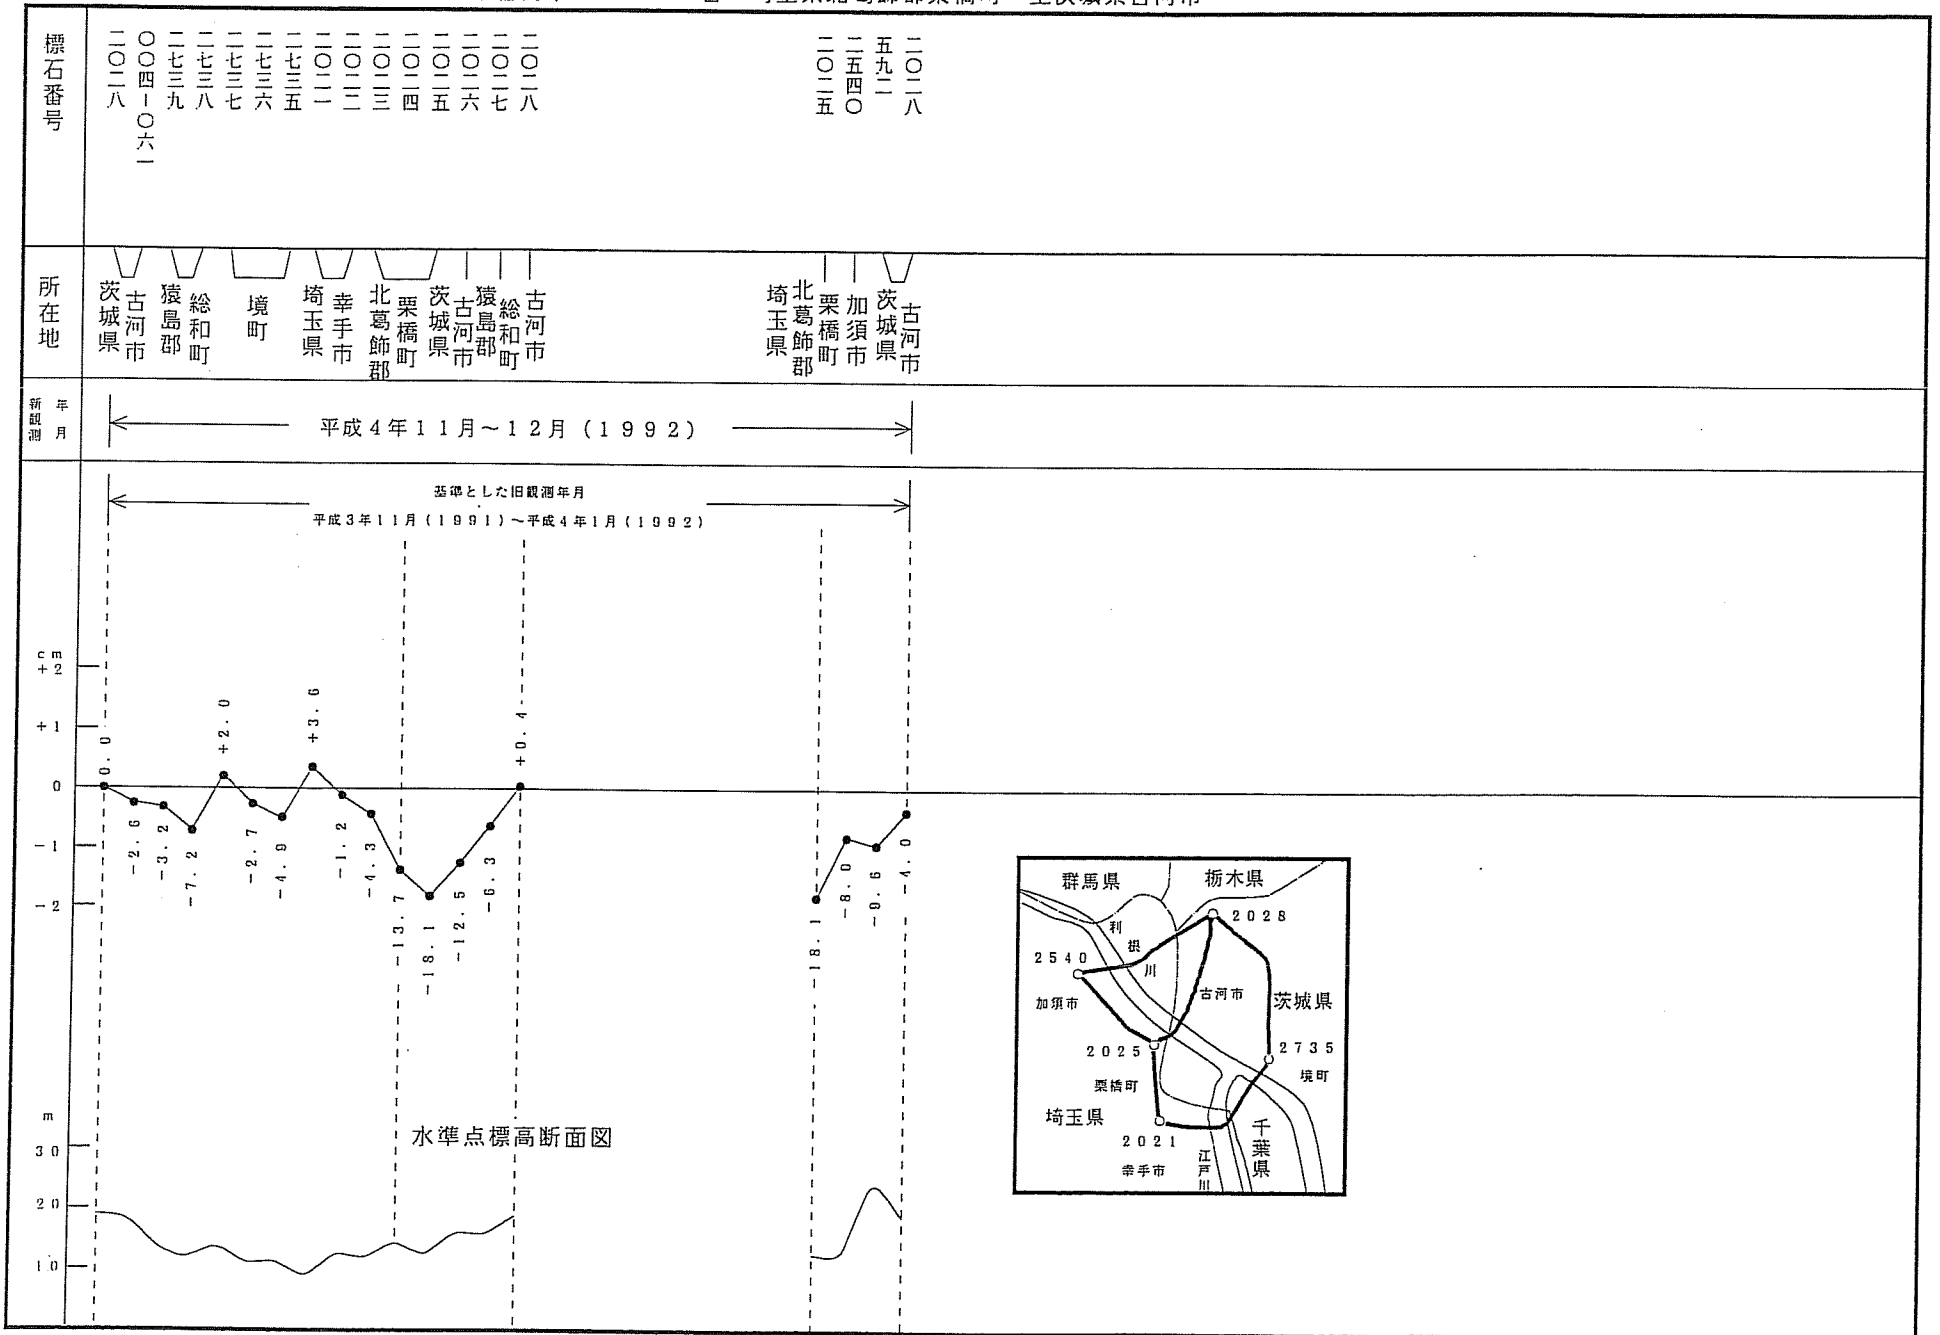 標石番号
二〇二八
〇〇四－〇六一
二七三九
二七三八
二七三七
二七三六
二七三五
二〇二一
二〇二二
二〇二三
二〇二四
二〇二五
二〇二六
二〇二七
二〇二八
二〇二五
二五四〇
五九二
二〇二八
所在地
茨城県
古河市
猿島郡
総和町
境町
埼玉県
幸手市
北葛飾郡
栗橋町
茨城県
古河市
猿島郡
総和町
古河市
埼玉県
北葛飾郡
栗橋町
加須市
茨城県
古河市
新観測
年月
平成4年11月～12月(1992)
基準とした旧観測年月
平成3年11月(1991)～平成4年1月(1992)
cm
+2
+1
0
-1
-2
0.0
-2.6
-3.2
-7.2
+2.0
-2.7
-4.9
+3.6
-1.2
-4.3
-13.7
-18.1
-12.5
-6.3
+0.4
-18.1
-8.0
-9.6
-4.0
m
30
20
10
水準点標高断面図
群馬県
栃木県
2028
利根川
2540
加須市
古河市
茨城県
2025
2735
栗橋町
境町
埼玉県
2021
幸手市
江戸川
千葉県